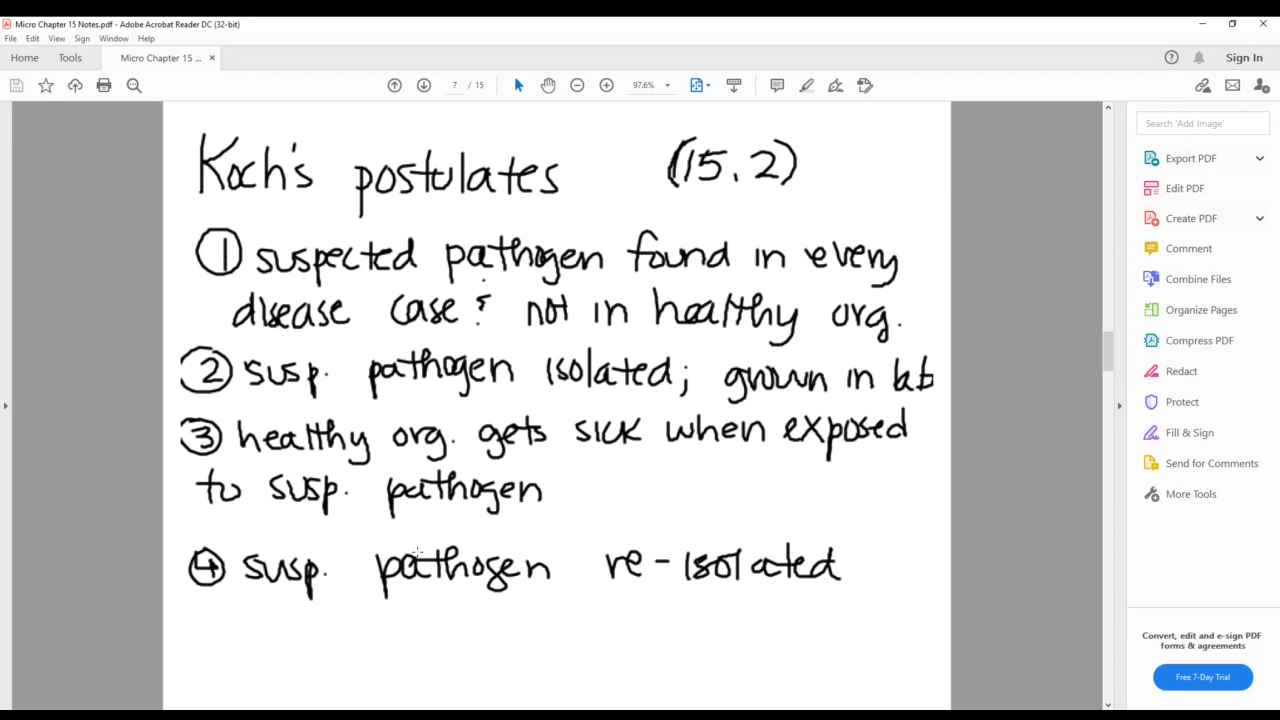 Micro Chapter 15 Notes.pdf - Adobe Acrobat Reader DC (32-bit)
File Edit View Sign Window Help
Home Tools Micro Chapter 15 ... × Sign In
7 / 15 97.6%
Koch's postulates (15.2)
① suspected pathogen found in every
disease case & not in healthy org.
② susp. pathogen isolated; grown in lab
③ healthy org. gets sick when exposed
to susp. pathogen
④ susp. pathogen re-isolated
Search 'Add Image'
Export PDF
Edit PDF
Create PDF
Comment
Combine Files
Organize Pages
Compress PDF
Redact
Protect
Fill & Sign
Send for Comments
More Tools
Convert, edit and e-sign PDF
forms & agreements
Free 7-Day Trial